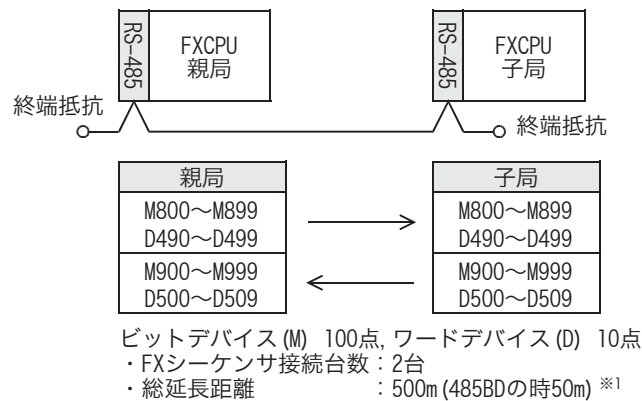 RS-485
FXCPU
親局
RS-485
FXCPU
子局
終端抵抗
終端抵抗
親局
M800～M899
D490～D499
M900～M999
D500～D509
子局
M800～M899
D490～D499
M900～M999
D500～D509
ビットデバイス(M) 100点, ワードデバイス(D) 10点
・FXシーケンサ接続台数：2台
・総延長距離 ：500m(485BDの時50m) ※1